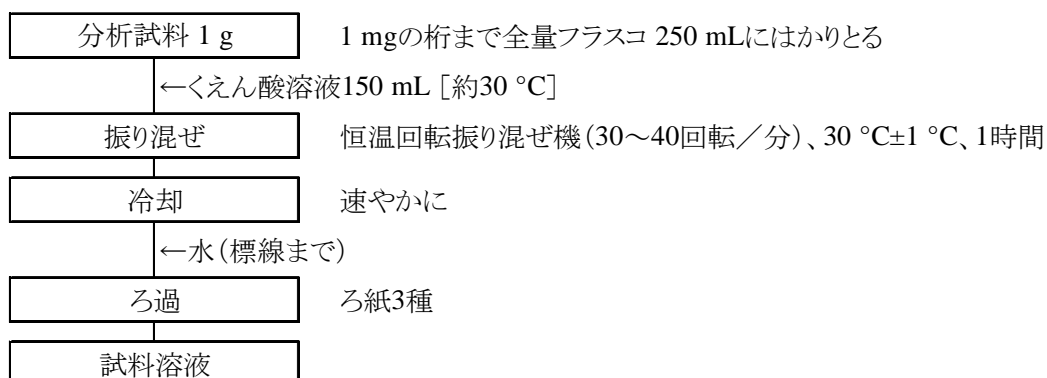 分析試料 1 g　1 mgの桁まで全量フラスコ 250 mLにはかりとる
←くえん酸溶液150 mL［約30 °C］
振り混ぜ　恒温回転振り混ぜ機（30～40回転／分）、30 °C±1 °C、1時間
冷却　速やかに
←水（標線まで）
ろ過　ろ紙3種
試料溶液